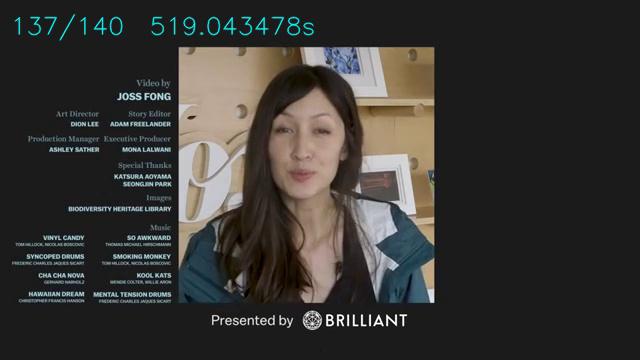 137/140 519.043478s
Video by
JOSS FONG
Art Director
DION LEE
Story Editor
ADAM FREELANDER
Production Manager
ASHLEY SATHER
Executive Producer
MONA LALWANI
Special Thanks
KATSURA AOYAMA
SEONGJIN PARK
Images
BIODIVERSITY HERITAGE LIBRARY
Music
VINYL CANDY
TOM HILLOCK, NICOLAS BOSCOVIC
SO AWKWARD
THOMAS MICHAEL HIRSCHMANN
SYNCOPED DRUMS
FREDERIC CHARLES JAQUES SICART
SMOKING MONKEY
TOM HILLOCK, NICOLAS BOSCOVIC
CHA CHA NOVA
GERHARD NARHOLZ
KOOL KATS
WENDIE COLTER, WILLIE ARON
HAWAIIAN DREAM
CHRISTOPHER FRANCIS HANSON
MENTAL TENSION DRUMS
FREDERIC CHARLES JAQUES SICART
Presented by BRILLIANT